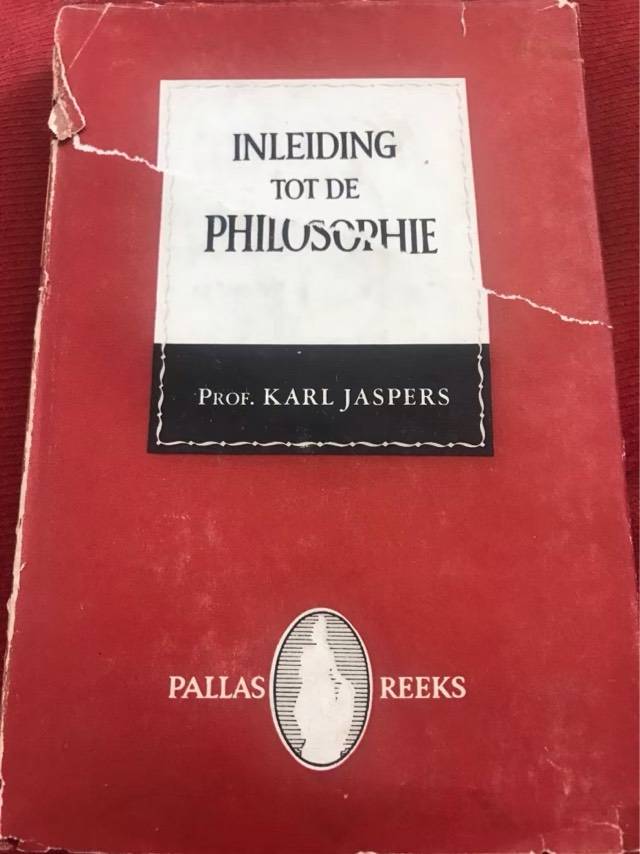 INLEIDING
TOT DE
PHILOSOPHIE
PROF. KARL JASPERS
PALLAS REEKS